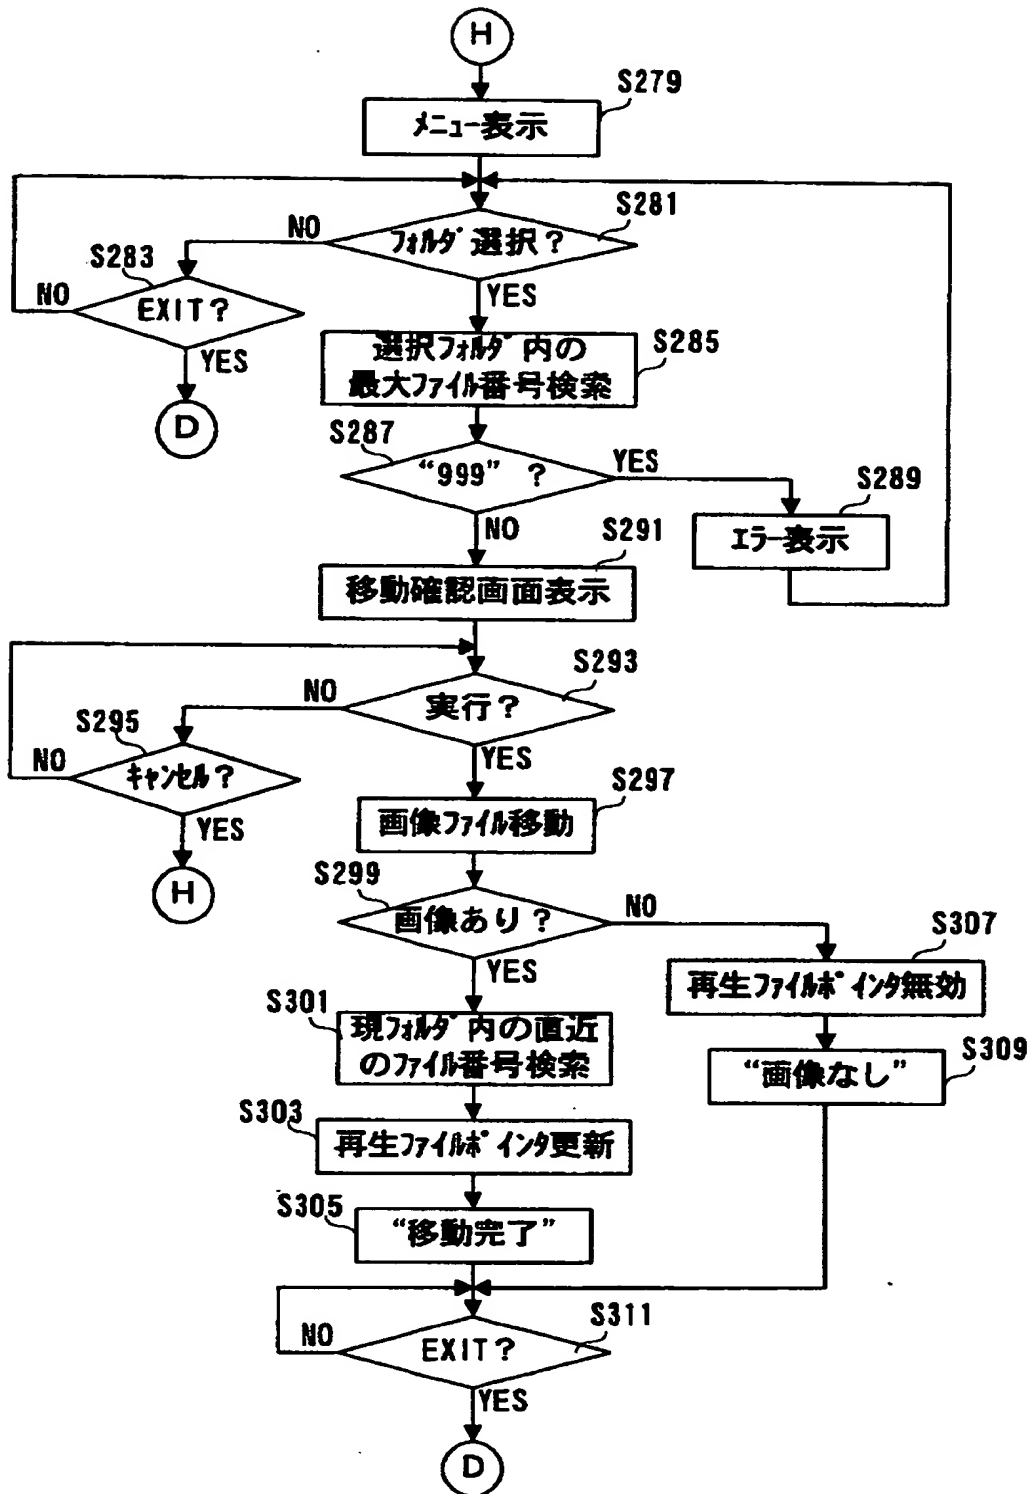 H
S279
メニュー表示
S281
フォルダ選択?
NO
YES
S283
EXIT?
NO
YES
D
S285
選択フォルダ内の
最大ファイル番号検索
S287
“999” ?
YES
NO
S289
エラー表示
S291
移動確認画面表示
S293
実行?
NO
YES
S295
キャンセル?
NO
YES
H
S297
画像ファイル移動
S299
画像あり?
NO
YES
S307
再生ファイルポインタ無効
S301
現フォルダ内の直近
のファイル番号検索
S309
“画像なし”
S303
再生ファイルポインタ更新
S305
“移動完了”
S311
EXIT?
NO
YES
D